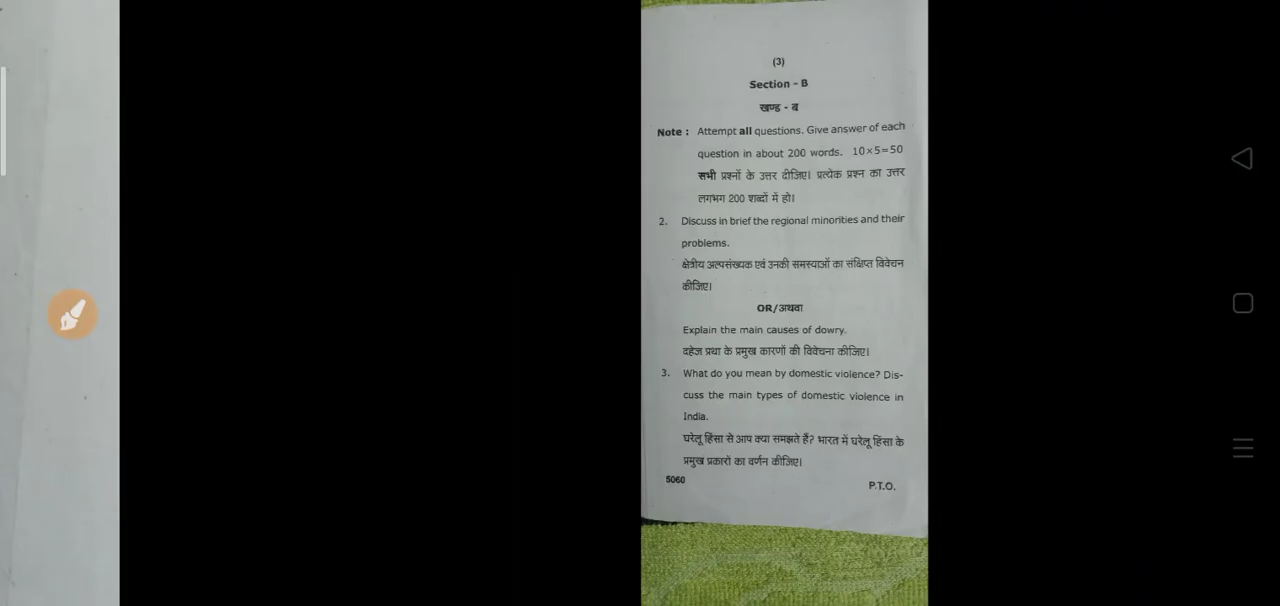 (3)
Section - B
खण्ड - ब
Note : Attempt all questions. Give answer of each
question in about 200 words. 10×5=50
सभी प्रश्नों के उत्तर दीजिए। प्रत्येक प्रश्न का उत्तर
लगभग 200 शब्दों में हो।
2. Discuss in brief the regional minorities and their
problems.
क्षेत्रीय अल्पसंख्यक एवं उनकी समस्याओं का संक्षिप्त विवेचन
कीजिए।
OR/अथवा
Explain the main causes of dowry.
दहेज प्रथा के प्रमुख कारणों की विवेचना कीजिए।
3. What do you mean by domestic violence? Dis-
cuss the main types of domestic violence in
India.
घरेलू हिंसा से आप क्या समझते हैं? भारत में घरेलू हिंसा के
प्रमुख प्रकारों का वर्णन कीजिए।
5060
P.T.O.